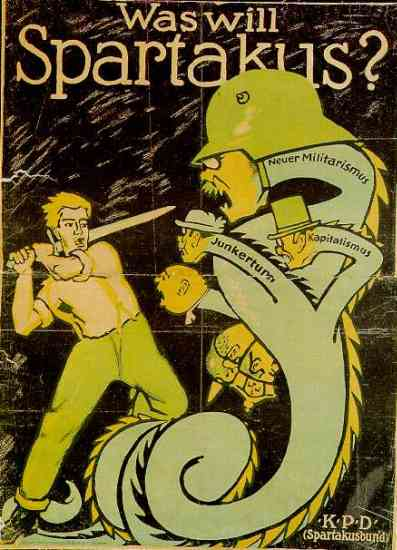 Was will
Spartakus?
Neuer Militarismus
Junkertum
Kapitalismus
K·P·D·
(Spartakusbund)